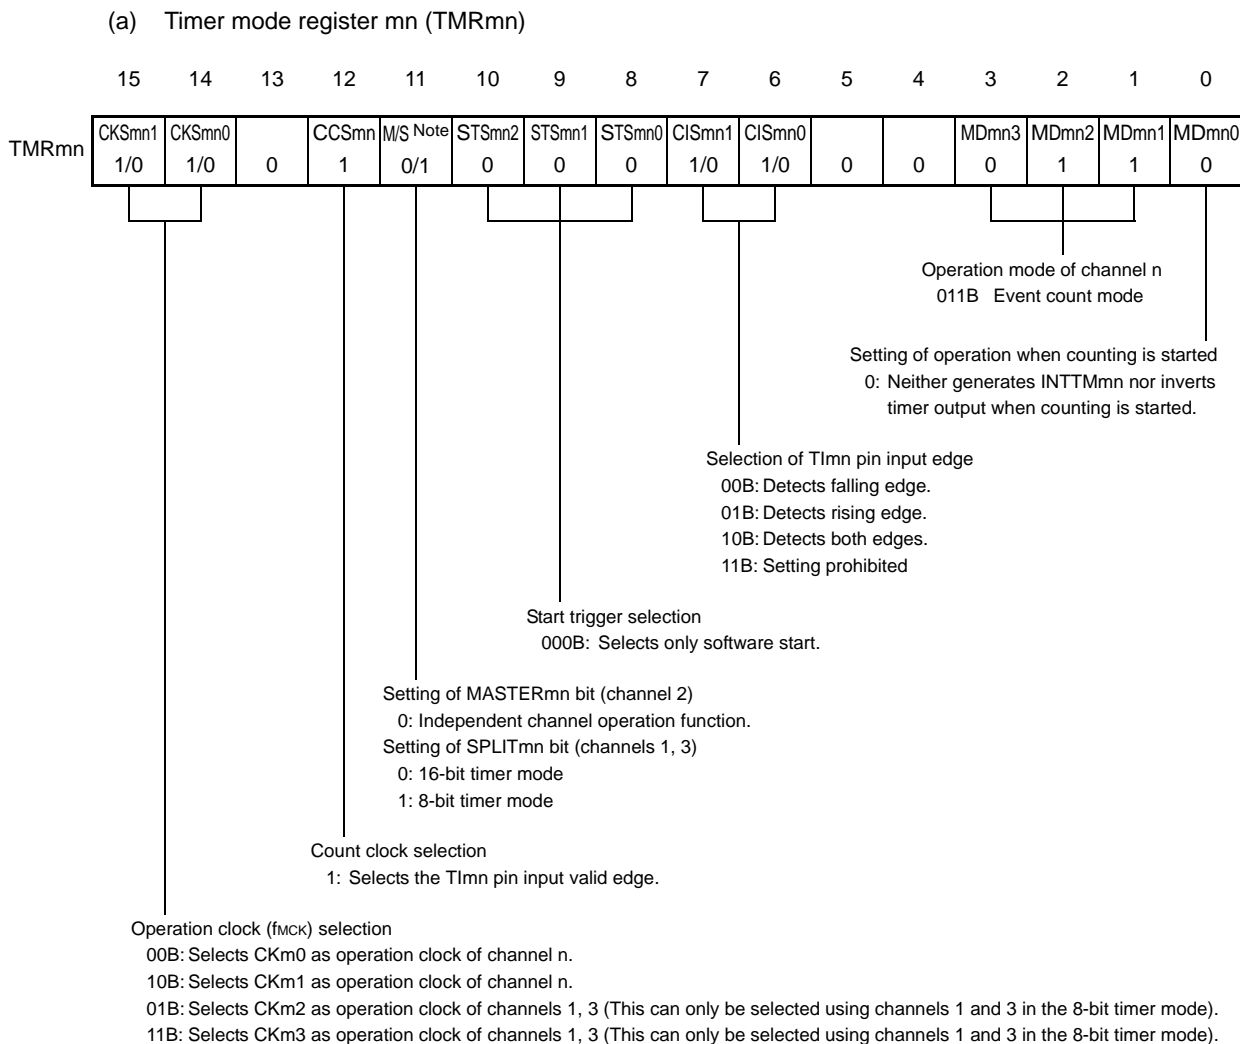 (a) Timer mode register mn (TMRmn)
15 14 13 12 11 10 9 8 7 6 5 4 3 2 1 0
TMRmn
CKSmn1 CKSmn0 CCSmn M/S Note STSmn2 STSmn1 STSmn0 CISmn1 CISmn0 MDmn3 MDmn2 MDmn1 MDmn0
1/0 1/0 0 1 0/1 0 0 0 1/0 1/0 0 0 0 1 1 0
Operation mode of channel n
011B Event count mode
Setting of operation when counting is started
0: Neither generates INTTMmn nor inverts
timer output when counting is started.
Selection of TImn pin input edge
00B: Detects falling edge.
01B: Detects rising edge.
10B: Detects both edges.
11B: Setting prohibited
Start trigger selection
000B: Selects only software start.
Setting of MASTERmn bit (channel 2)
0: Independent channel operation function.
Setting of SPLITmn bit (channels 1, 3)
0: 16-bit timer mode
1: 8-bit timer mode
Count clock selection
1: Selects the TImn pin input valid edge.
Operation clock (fMCK) selection
00B: Selects CKm0 as operation clock of channel n.
10B: Selects CKm1 as operation clock of channel n.
01B: Selects CKm2 as operation clock of channels 1, 3 (This can only be selected using channels 1 and 3 in the 8-bit timer mode).
11B: Selects CKm3 as operation clock of channels 1, 3 (This can only be selected using channels 1 and 3 in the 8-bit timer mode).